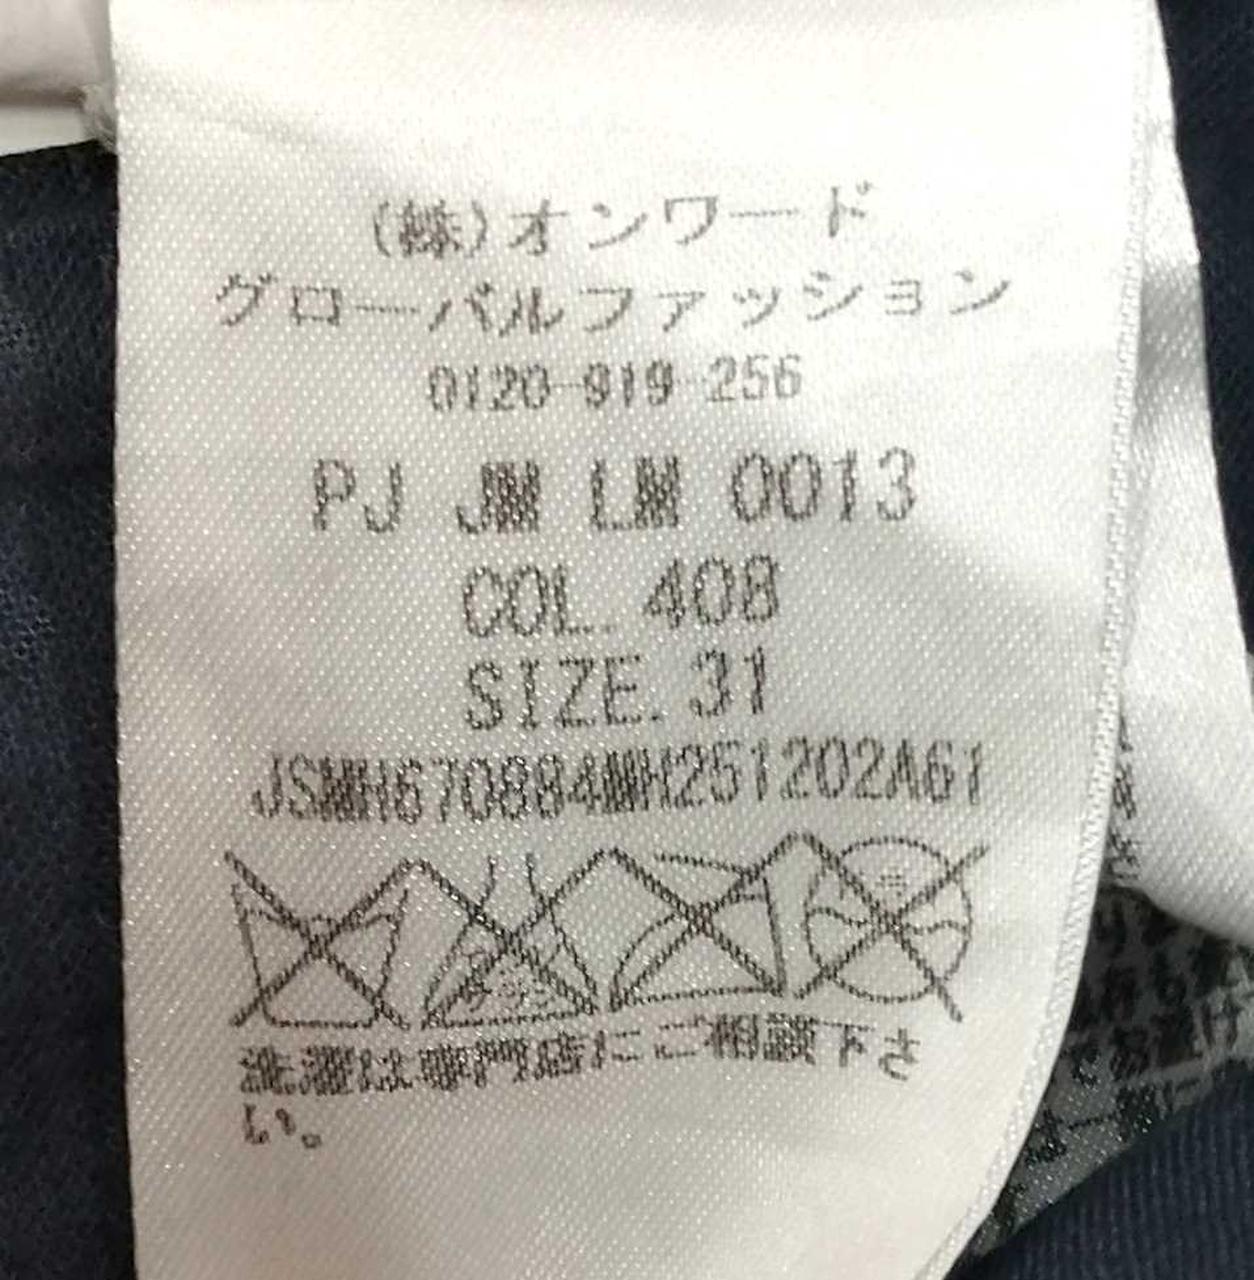 (株)オンワード
グローバルファッション
0120-919-256
PJ JM LM 0013
COL. 408
SIZE. 31
JSMH670884MH251202A61
洗濯は専門店にご相談下さ
い。